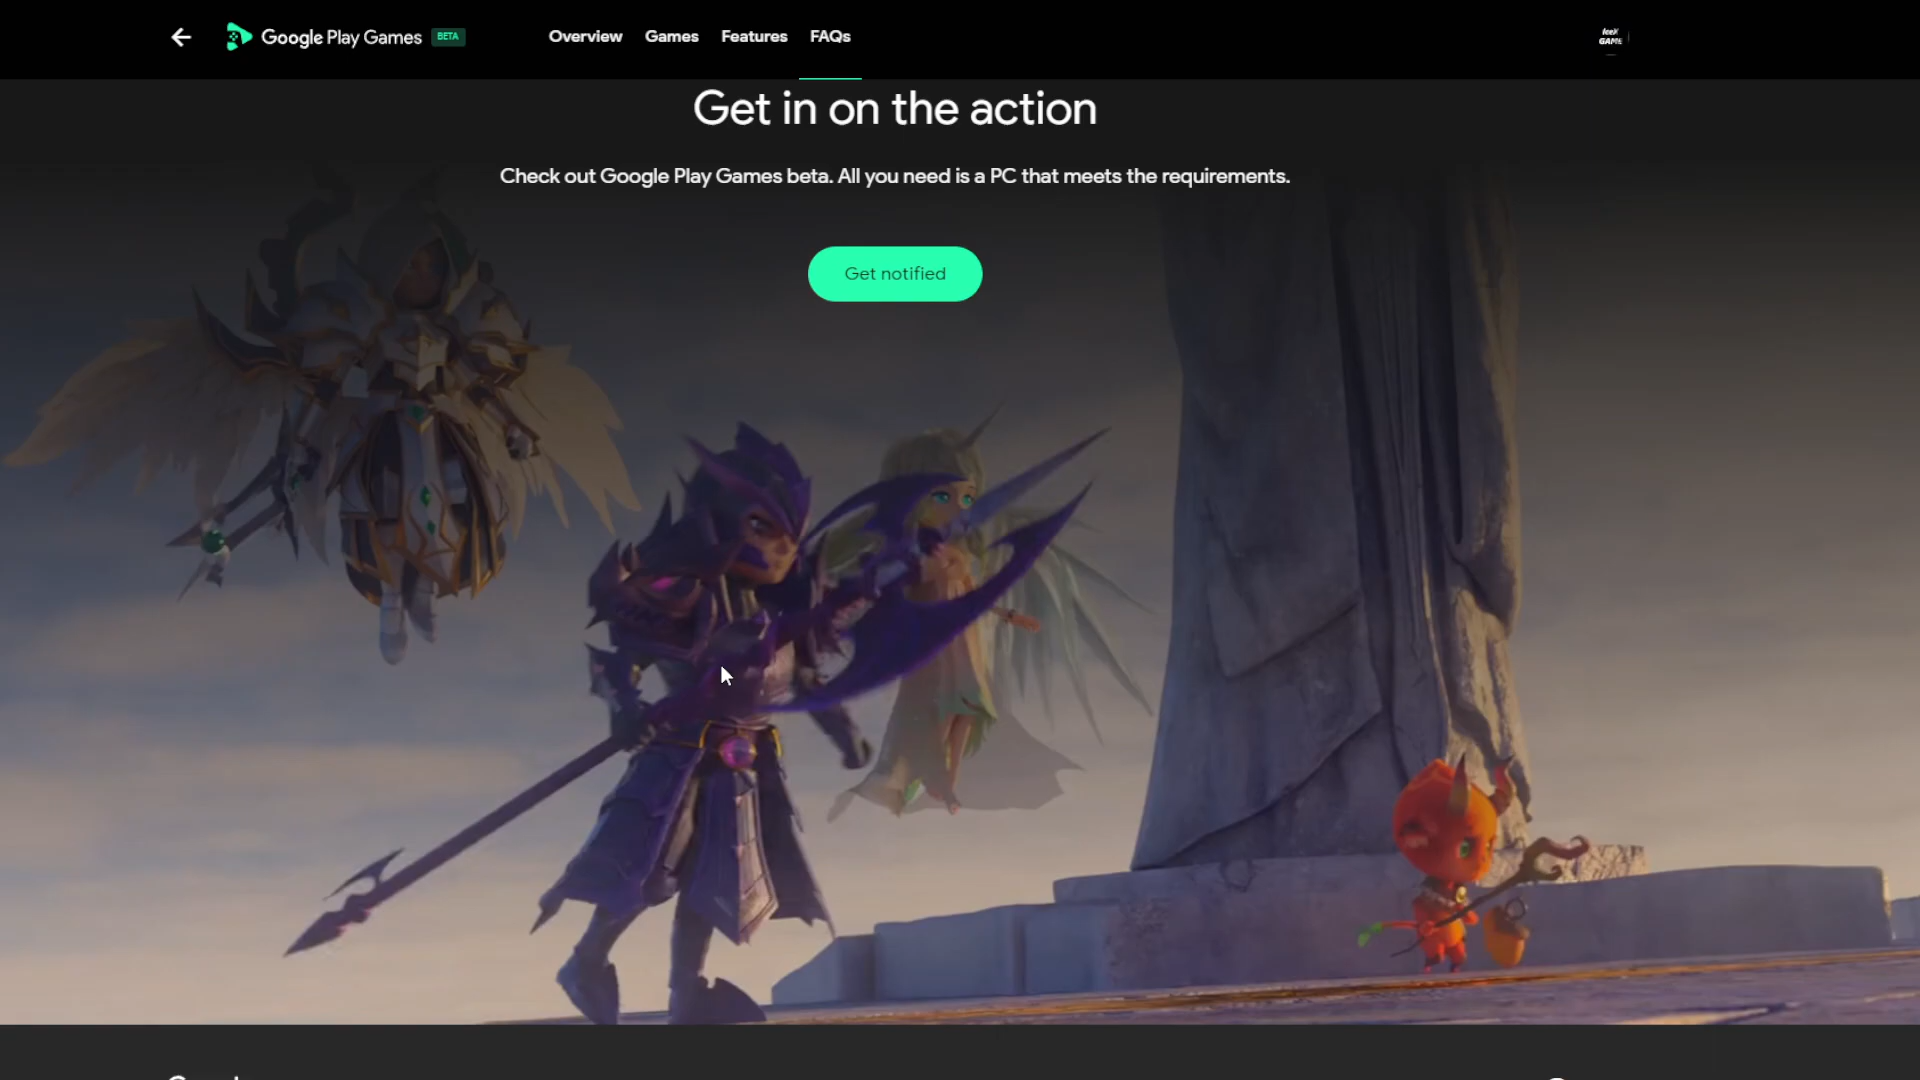 Google Play Games BETA
Overview Games Features FAQs
GAME
Get in on the action
Check out Google Play Games beta. All you need is a PC that meets the requirements.
Get notified